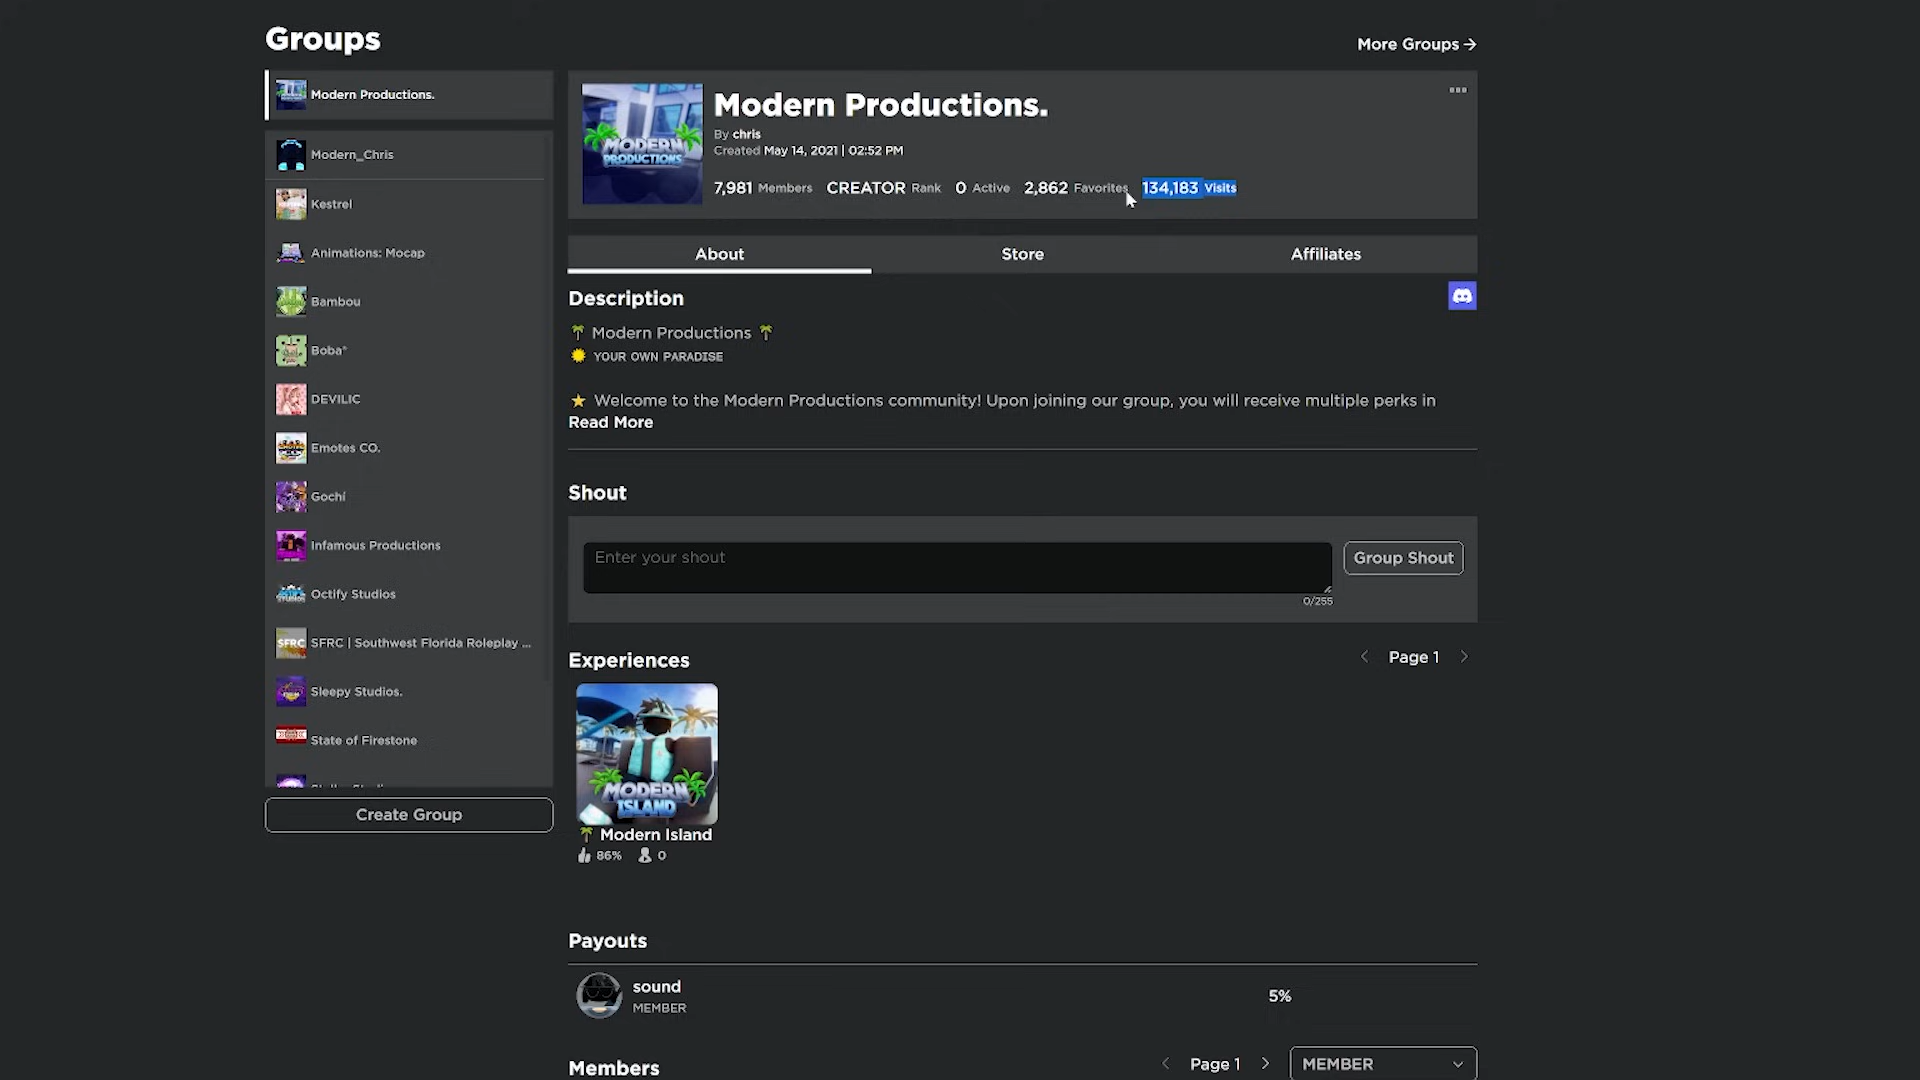 Groups
More Groups →
Modern Productions.
Modern_Chris
Kestrel
Animations: Mocap
Bambou
Boba*
DEVILIC
Emotes CO.
Gochí
Infamous Productions
Octify Studios
SFRC | Southwest Florida Roleplay ...
Sleepy Studios.
State of Firestone
Create Group
MODERN
PRODUCTIONS
Modern Productions.
By chris
Created May 14, 2021 | 02:52 PM
7,981 Members CREATOR Rank 0 Active 2,862 Favorites 134,183 Visits
About Store Affiliates
Description
🌴 Modern Productions 🌴
☀️ YOUR OWN PARADISE
⭐ Welcome to the Modern Productions community! Upon joining our group, you will receive multiple perks in
Read More
Shout
Enter your shout
Group Shout
0/255
Experiences
Page 1
MODERN
ISLAND
🌴 Modern Island
86% 0
Payouts
sound
MEMBER
5%
Members
Page 1
MEMBER